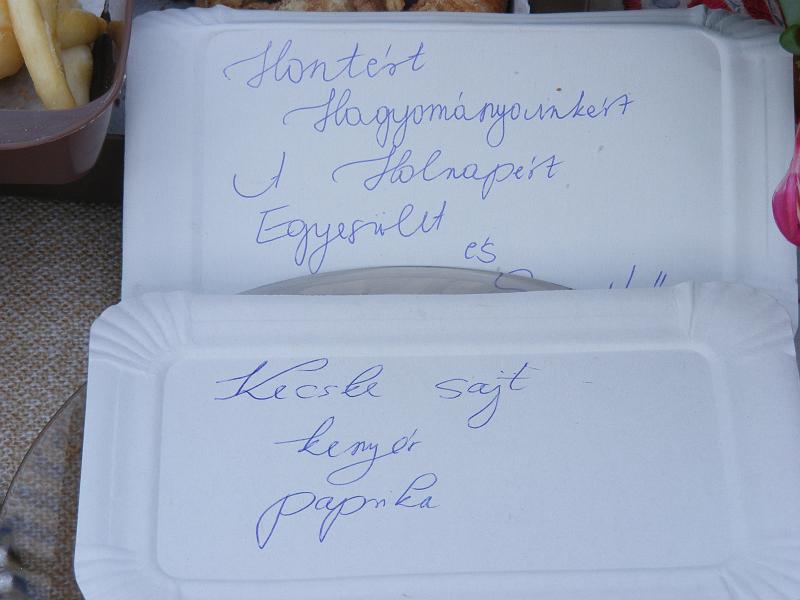 Hontért
Hagyományainkért
A Holnapért
Egyesület
és
Kecske sajt
kenyér
paprika